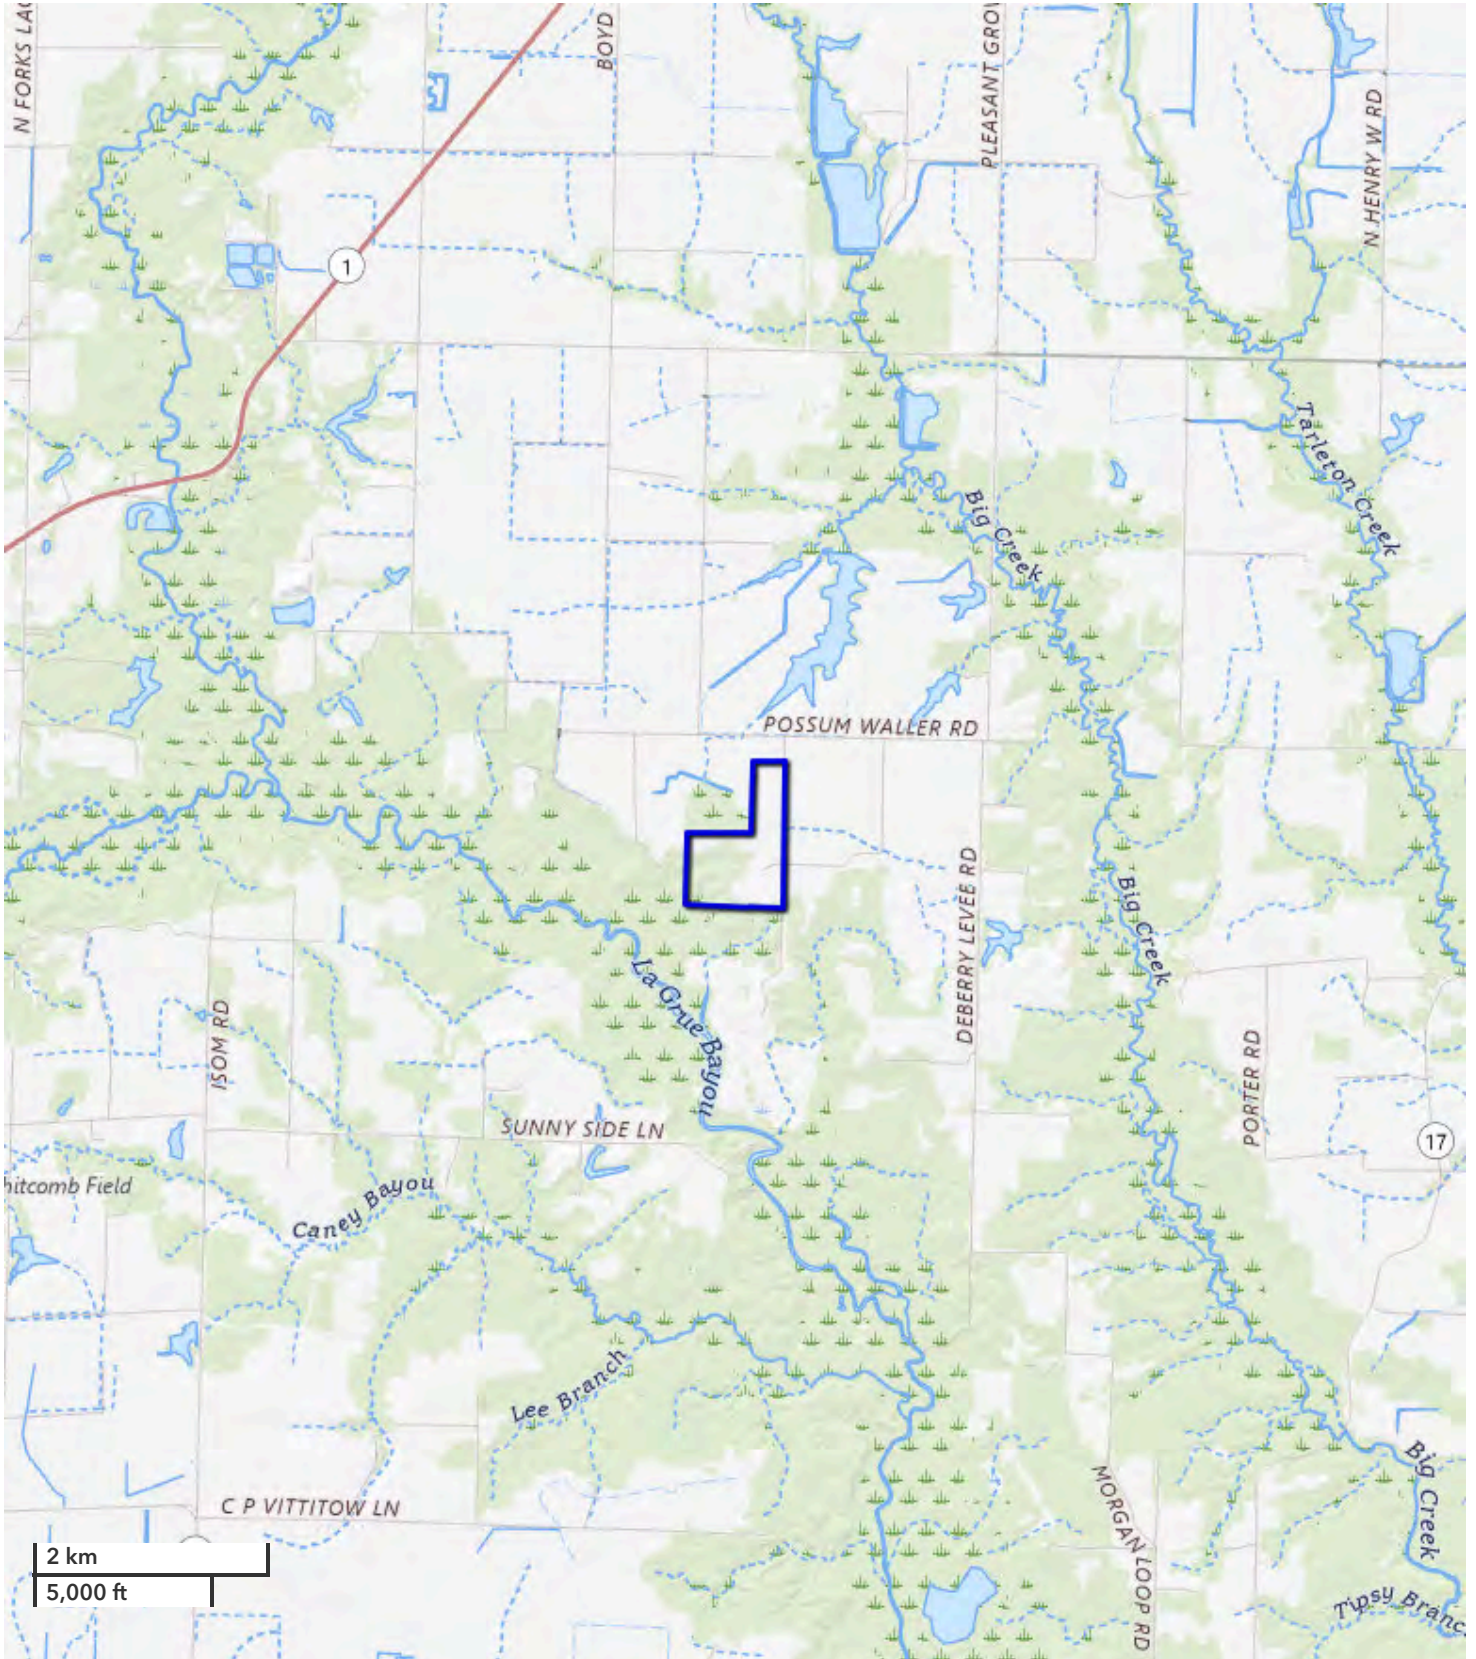 N FORKS LAC
BOYD
PLEASANT GROV
N HENRY W RD
1
Tarleton Creek
Big Creek
POSSUM WALLER RD
DEBERRY LEVEE RD
Big Creek
La Grue Bayou
ISOM RD
PORTER RD
SUNNY SIDE LN
17
hitcomb Field
Caney Bayou
Lee Branch
Big Creek
MORGAN LOOP RD
C P VITTITOW LN
2 km
5,000 ft
Tipsy Branc